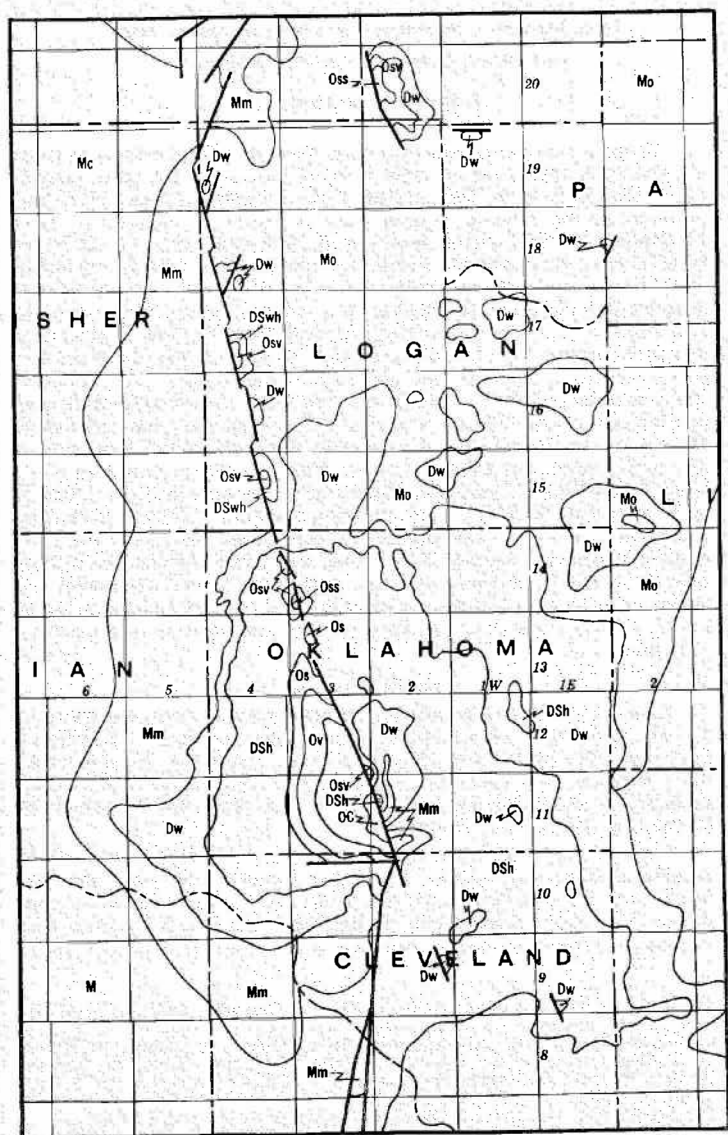 Oss
Osv
20
Mo
Mm
Dw
Mc
Dw
Dw
19
P A
Dw
18
Dw
Mm
Mo
DSwh
Dw
17
I S H E R
Osv
L O G A N
Dw
Dw
16
Osv
Dw
Dw
15
Mo
L I
DSwh
Mo
Dw
14
Mo
Osv
Oss
Os
O K L A H O M A
I A N
Os
13
6
5
4
3
2
1W
1E
2
DSh
Mm
DSh
Ov
Dw
12
Dw
Osv
DSh
Mm
Dw
11
OC
Dw
DSh
Dw
10
C L E V E L A N D
Dw
9
Dw
M
Mm
8
Mm